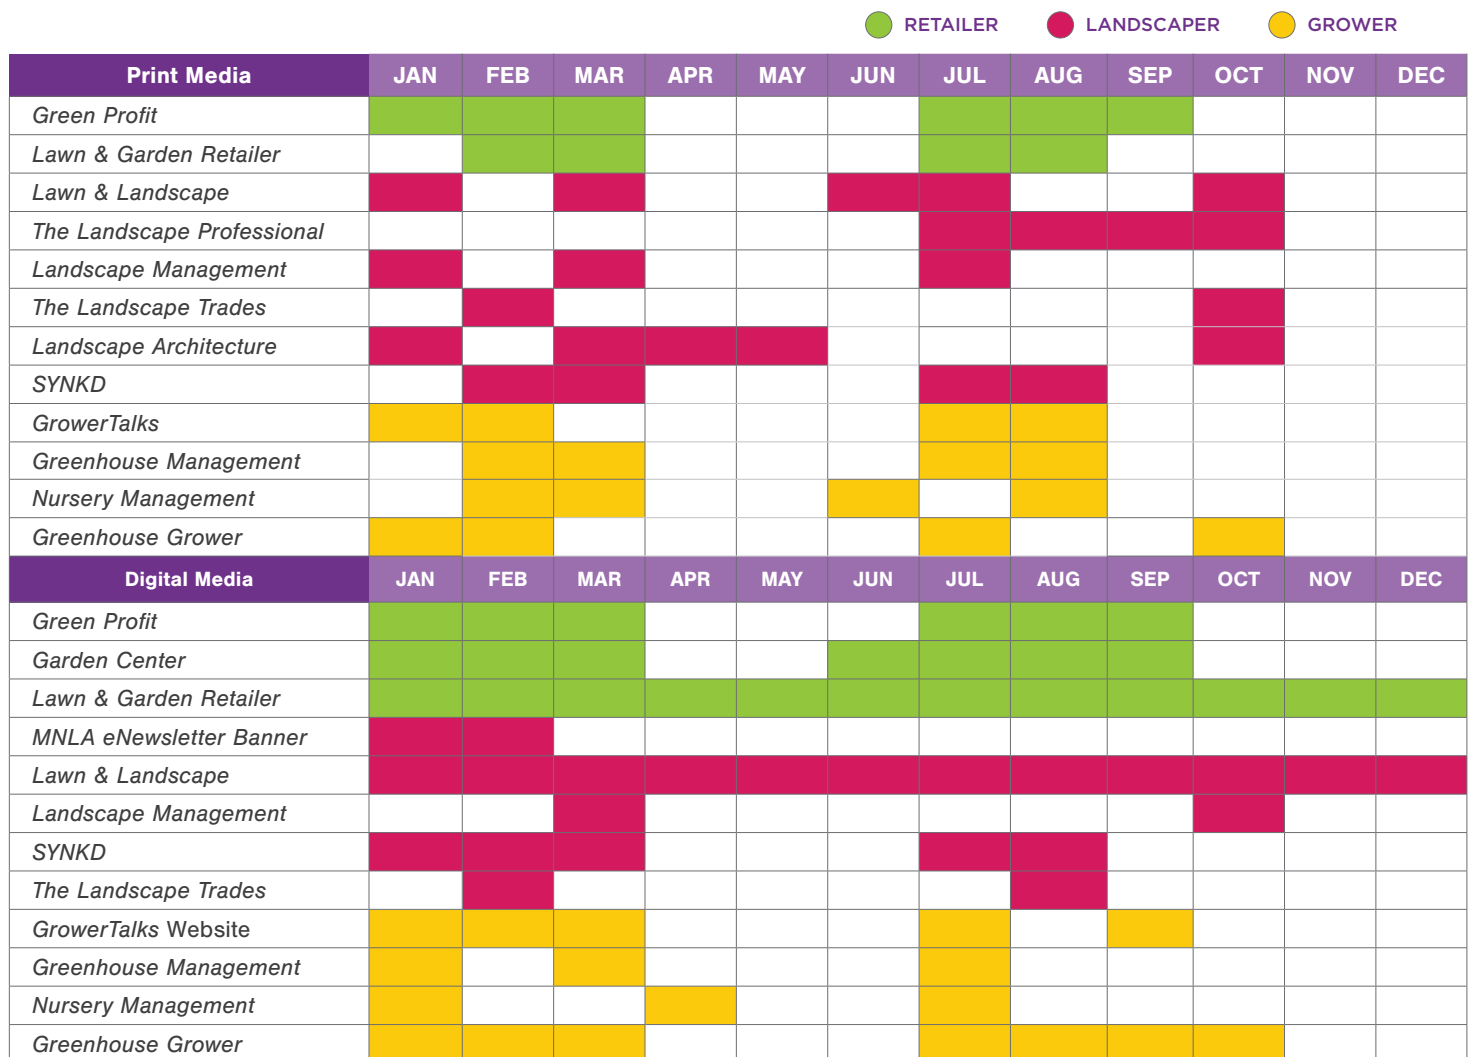 RETAILER LANDSCAPER GROWER
Print Media JAN FEB MAR APR MAY JUN JUL AUG SEP OCT NOV DEC
Green Profit
Lawn & Garden Retailer
Lawn & Landscape
The Landscape Professional
Landscape Management
The Landscape Trades
Landscape Architecture
SYNKD
GrowerTalks
Greenhouse Management
Nursery Management
Greenhouse Grower
Digital Media JAN FEB MAR APR MAY JUN JUL AUG SEP OCT NOV DEC
Green Profit
Garden Center
Lawn & Garden Retailer
MNLA eNewsletter Banner
Lawn & Landscape
Landscape Management
SYNKD
The Landscape Trades
GrowerTalks Website
Greenhouse Management
Nursery Management
Greenhouse Grower